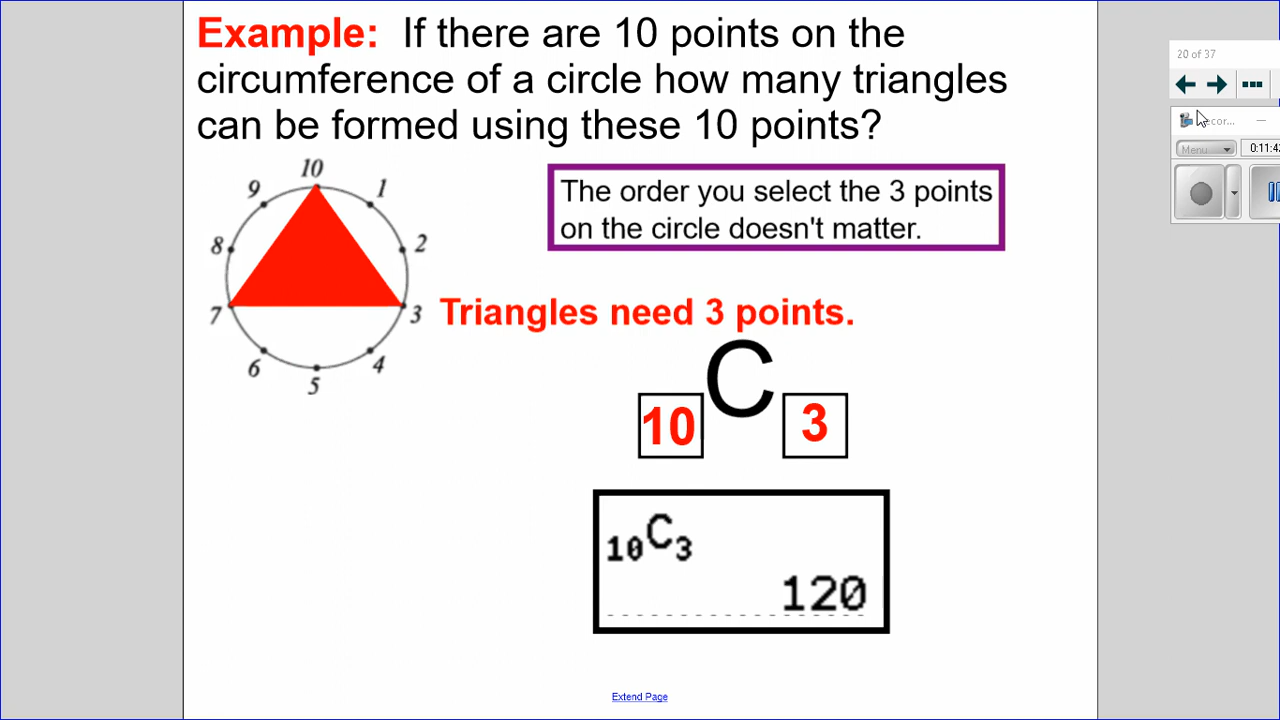 Example: If there are 10 points on the
circumference of a circle how many triangles
can be formed using these 10 points?
20 of 37
Menu
0:11:42
10
9
1
8
2
7
3
6
4
5
The order you select the 3 points
on the circle doesn't matter.
Triangles need 3 points.
10 C 3
10C3
120
Extend Page